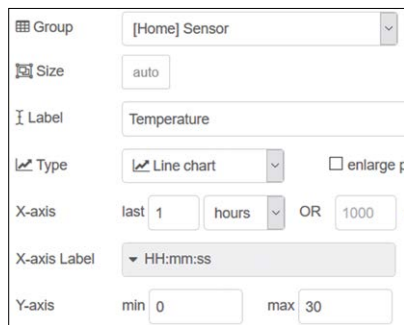 Group [Home] Sensor
Size auto
Label Temperature
Type Line chart enlarge
X-axis last 1 hours OR 1000
X-axis Label HH:mm:ss
Y-axis min 0 max 30